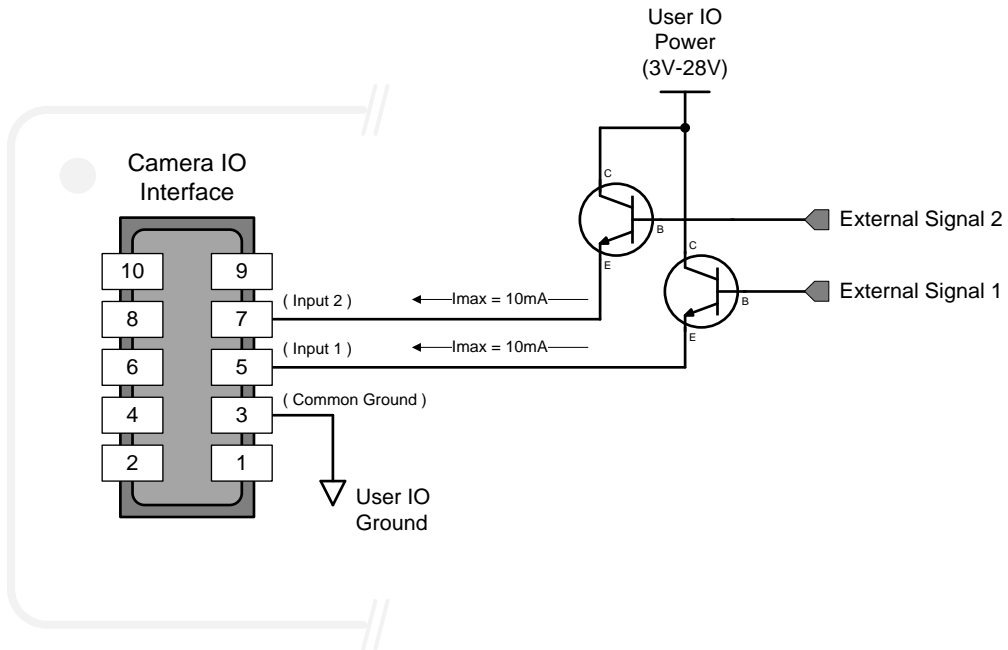 User IO
Power
(3V-28V)
Camera IO
Interface
C
B
E
External Signal 2
C
B
E
External Signal 1
10
9
( Input 2 )
Imax = 10mA
8
7
( Input 1 )
Imax = 10mA
6
5
( Common Ground )
4
3
2
1
User IO
Ground